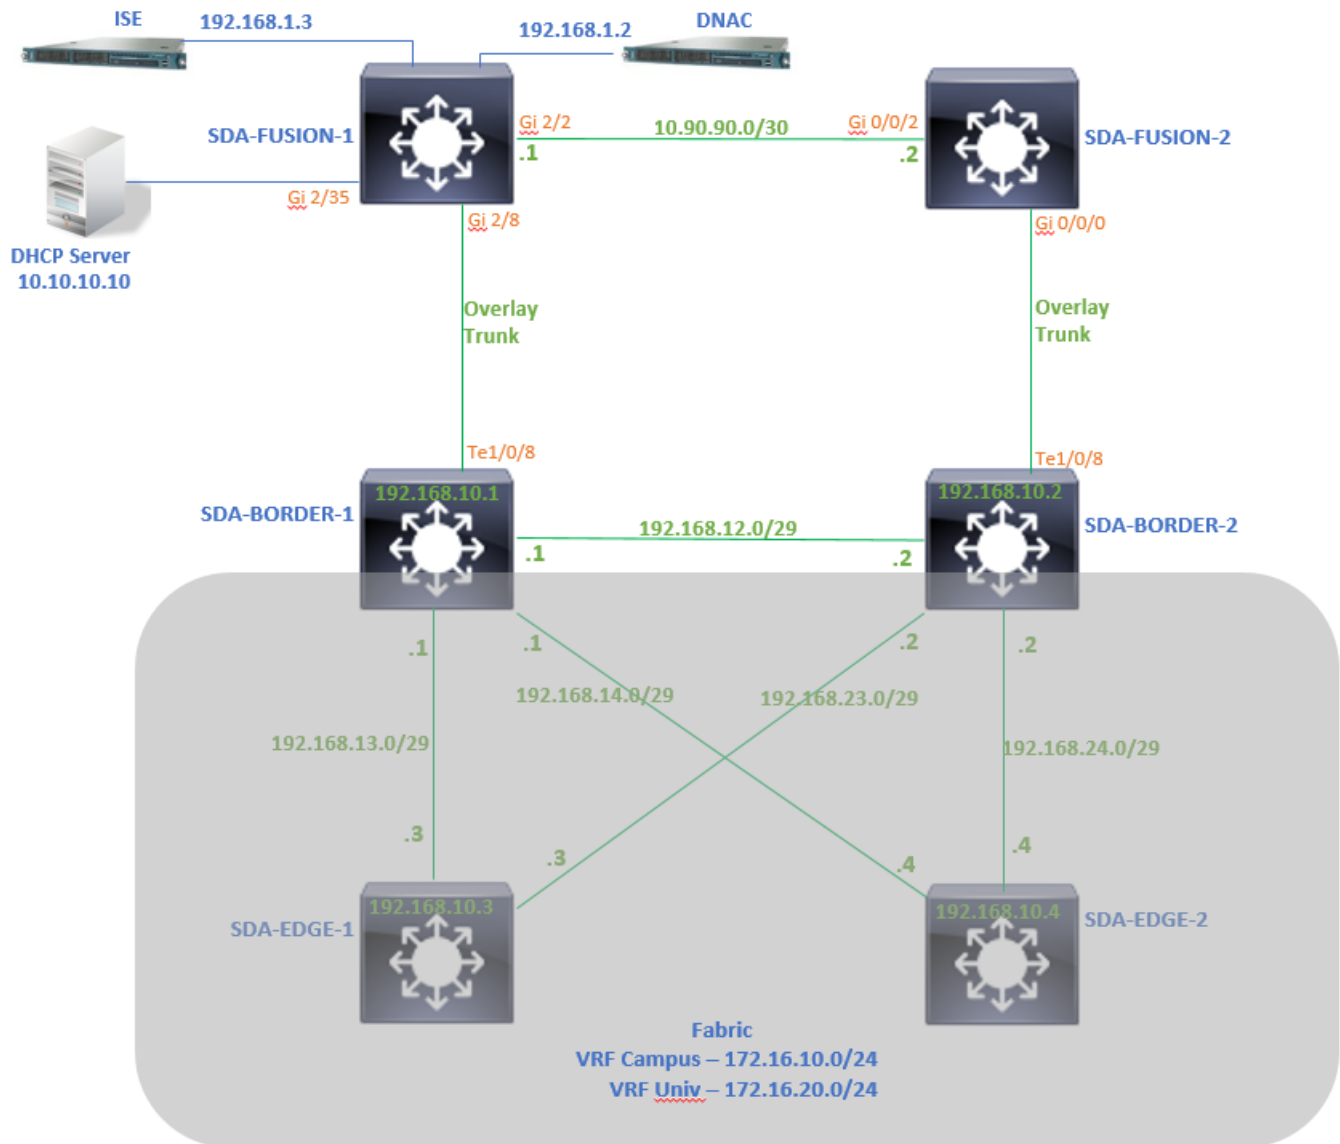 ISE
192.168.1.3
DNAC
192.168.1.2
SDA-FUSION-1
Gi 2/2
10.90.90.0/30
Gi 0/0/2
SDA-FUSION-2
.1
.2
Gi 2/35
Gi 2/8
Gi 0/0/0
DHCP Server
10.10.10.10
Overlay
Trunk
Overlay
Trunk
Te1/0/8
Te1/0/8
192.168.10.1
192.168.10.2
SDA-BORDER-1
192.168.12.0/29
SDA-BORDER-2
.1
.2
.1
.1
.2
.2
192.168.14.0/29
192.168.23.0/29
192.168.13.0/29
192.168.24.0/29
.3
.3
.4
.4
192.168.10.3
192.168.10.4
SDA-EDGE-1
SDA-EDGE-2
Fabric
VRF Campus – 172.16.10.0/24
VRF Univ – 172.16.20.0/24